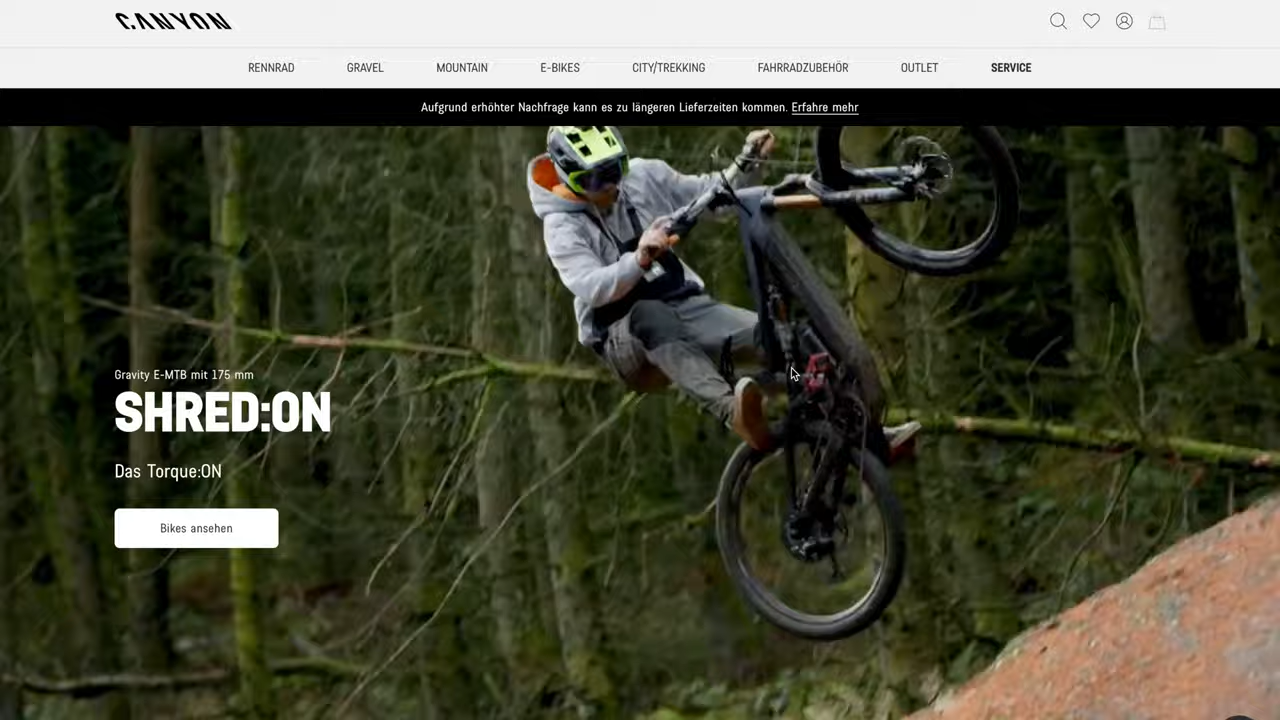 CANYON
RENNRAD GRAVEL MOUNTAIN E-BIKES CITY/TREKKING FAHRRADZUBEHÖR OUTLET SERVICE
Aufgrund erhöhter Nachfrage kann es zu längeren Lieferzeiten kommen. Erfahre mehr
Gravity E-MTB mit 175 mm
SHRED:ON
Das Torque:ON
Bikes ansehen